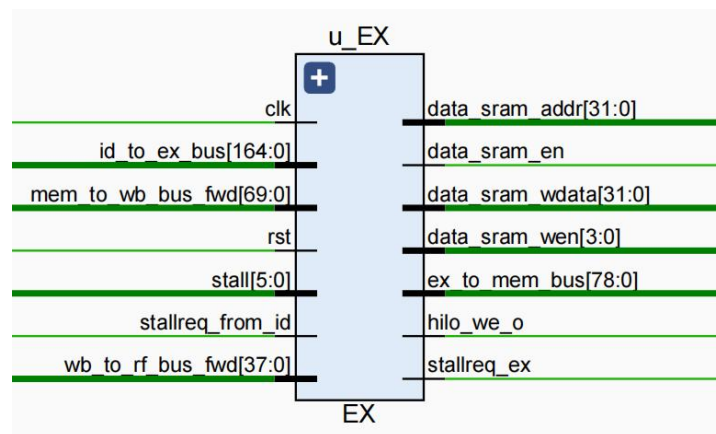 u_EX
clk
id_to_ex_bus[164:0]
mem_to_wb_bus_fwd[69:0]
rst
stall[5:0]
stallreq_from_id
wb_to_rf_bus_fwd[37:0]
data_sram_addr[31:0]
data_sram_en
data_sram_wdata[31:0]
data_sram_wen[3:0]
ex_to_mem_bus[78:0]
hilo_we_o
stallreq_ex
EX